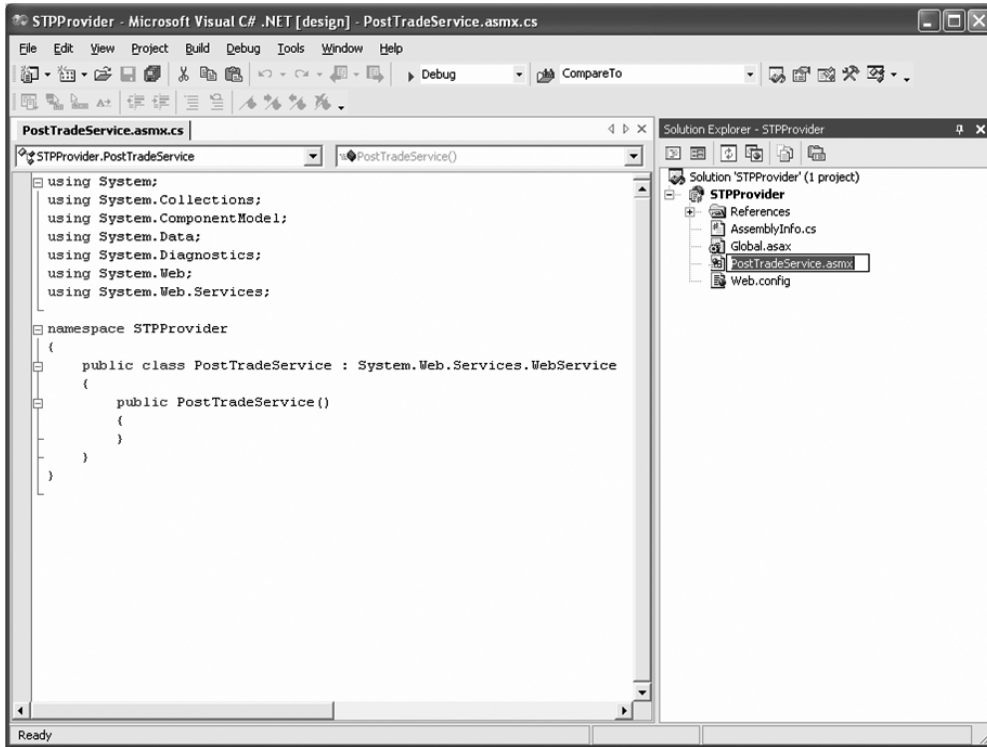 STPProvider - Microsoft Visual C# .NET [design] - PostTradeService.asmx.cs
File Edit View Project Build Debug Tools Window Help
Debug CompareTo
PostTradeService.asmx.cs
STPProvider.PostTradeService PostTradeService()
using System;
using System.Collections;
using System.ComponentModel;
using System.Data;
using System.Diagnostics;
using System.Web;
using System.Web.Services;
namespace STPProvider
{
public class PostTradeService : System.Web.Services.WebService
{
public PostTradeService()
{
}
}
}
Solution Explorer - STPProvider
Solution 'STPProvider' (1 project)
STPProvider
References
AssemblyInfo.cs
Global.asax
PostTradeService.asmx
Web.config
Ready